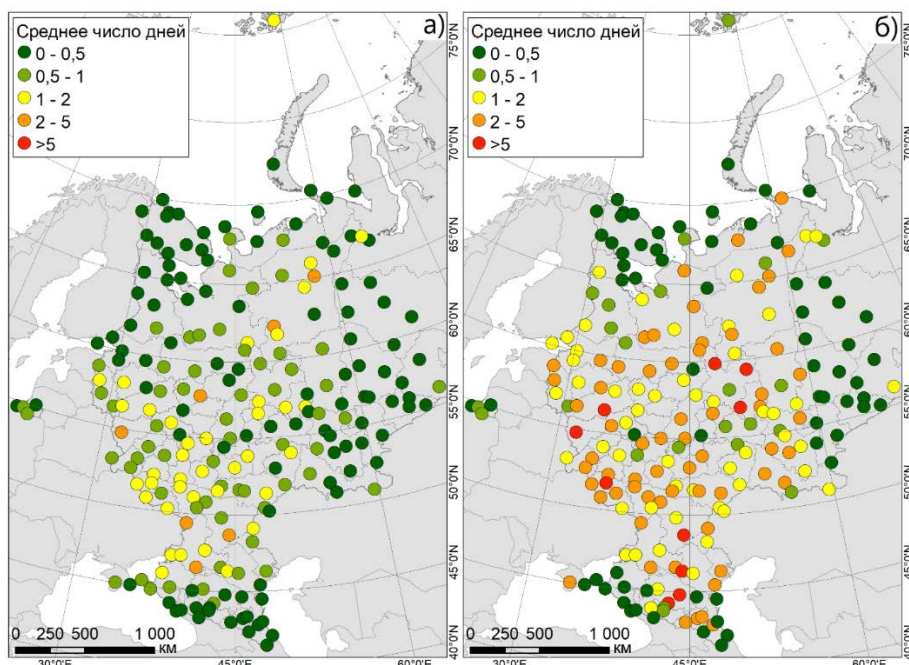 Среднее число дней
0 - 0,5
0,5 - 1
1 - 2
2 - 5
>5
а)
75°0'N
70°0'N
65°0'N
60°0'N
55°0'N
50°0'N
45°0'N
40°0'N
0 250 500 1 000
км
30°0'E 45°0'E 60°0'E
Среднее число дней
0 - 0,5
0,5 - 1
1 - 2
2 - 5
>5
б)
75°0'N
70°0'N
65°0'N
60°0'N
55°0'N
50°0'N
45°0'N
40°0'N
0 250 500 1 000
км
30°0'E 45°0'E 60°0'E